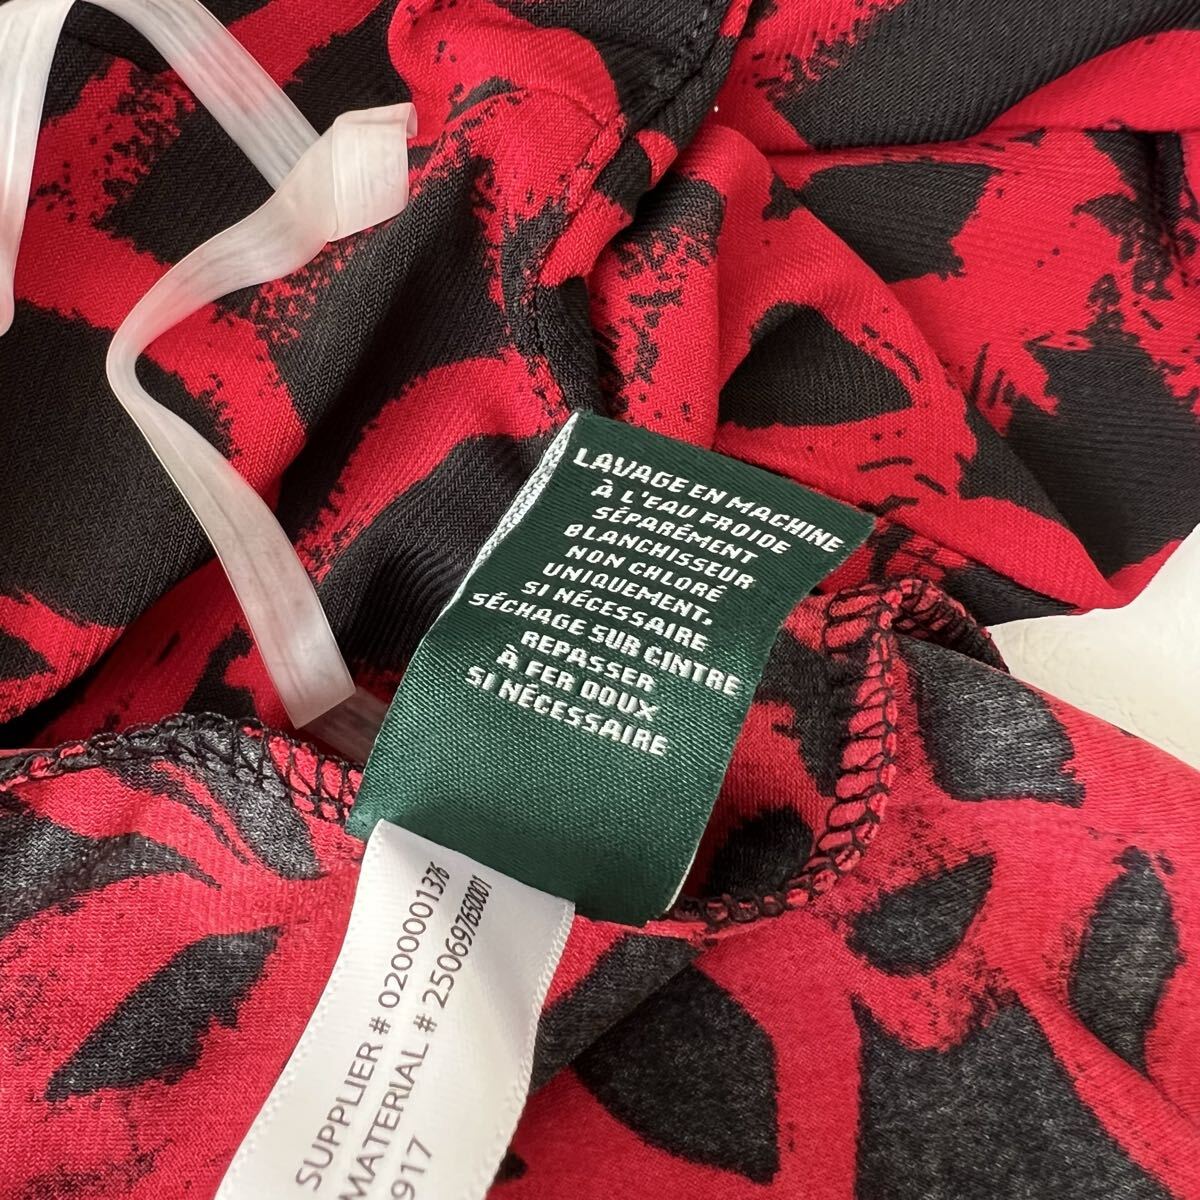 LAVAGE EN MACHINE
À L'EAU FROIDE
SÉPARÉMENT
BLANCHISSEUR
NON CHLORÉ
UNIQUEMENT,
SI NÉCESSAIRE
SÉCHAGE SUR CINTRE
REPASSER
À FER DOUX
SI NÉCESSAIRE
SUPPLIER # 0200001376
MATERIAL # 250697650001
917